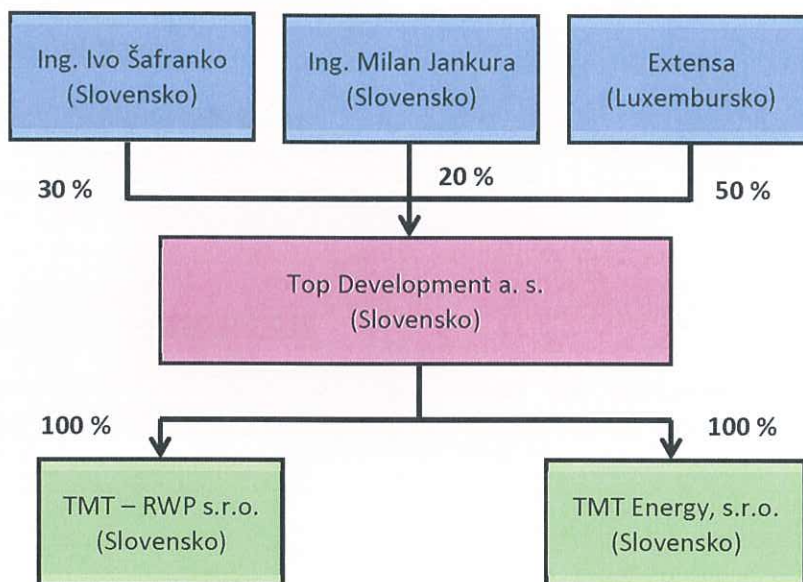 Ing. Ivo Šafranko
(Slovensko)
Ing. Milan Jankura
(Slovensko)
Extensa
(Luxembursko)
30 %
20 %
50 %
Top Development a. s.
(Slovensko)
100 %
100 %
TMT – RWP s.r.o.
(Slovensko)
TMT Energy, s.r.o.
(Slovensko)